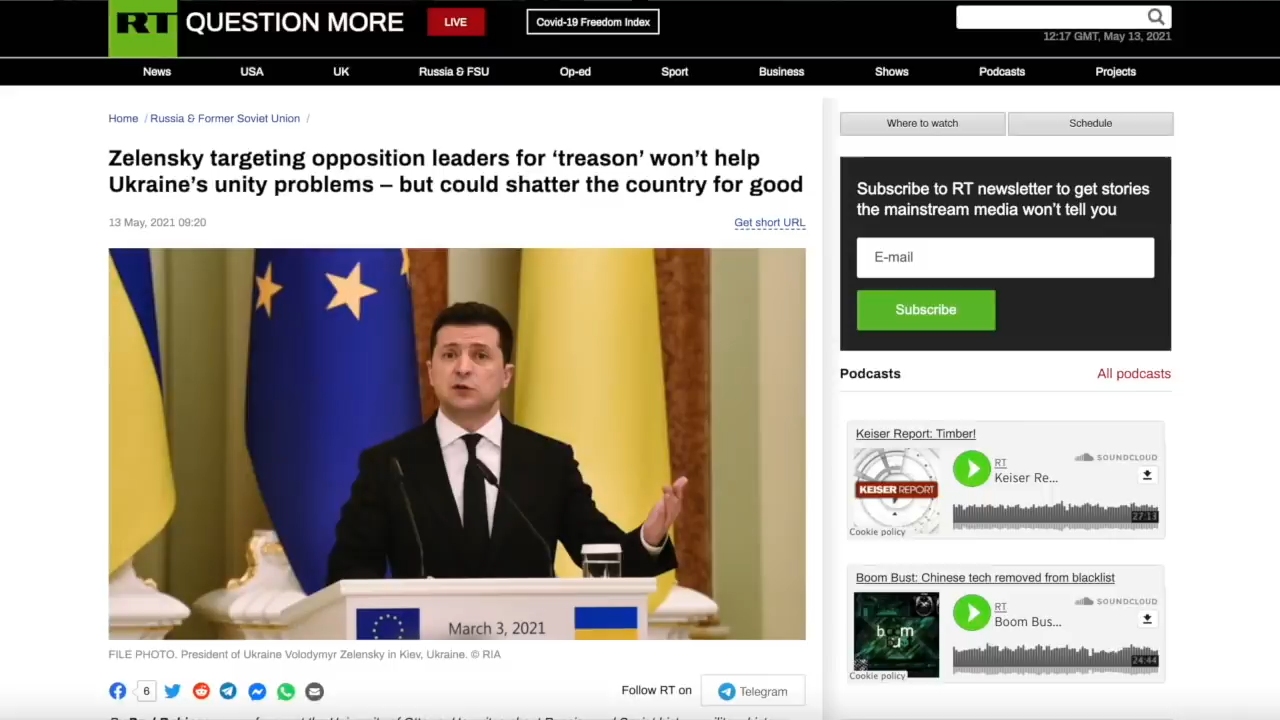 RT QUESTION MORE
LIVE
Covid-19 Freedom Index
12:17 GMT, May 13, 2021
News USA UK Russia & FSU Op-ed Sport Business Shows Podcasts Projects
Home / Russia & Former Soviet Union /
Zelensky targeting opposition leaders for ‘treason’ won’t help
Ukraine’s unity problems – but could shatter the country for good
13 May, 2021 09:20
Get short URL
March 3, 2021
FILE PHOTO. President of Ukraine Volodymyr Zelensky in Kiev, Ukraine. © RIA
6
Follow RT on
Telegram
Where to watch
Schedule
Subscribe to RT newsletter to get stories
the mainstream media won’t tell you
E-mail
Subscribe
Podcasts
All podcasts
Keiser Report: Timber!
SOUNDCLOUD
RT
Keiser Re...
KEISER REPORT
27:11
Cookie policy
Boom Bust: Chinese tech removed from blacklist
SOUNDCLOUD
RT
Boom Bus...
boom
24:44
Cookie policy